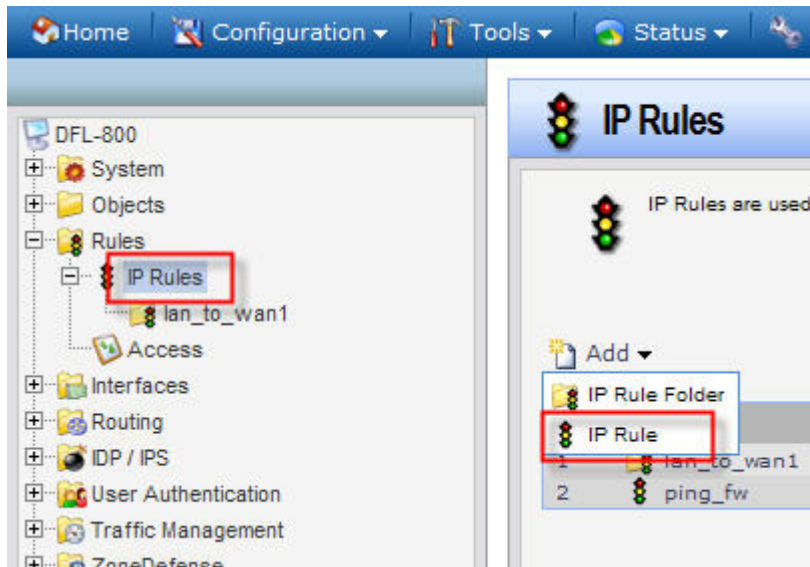 Home Configuration Tools Status
DFL-800
System
Objects
Rules
IP Rules
lan_to_wan1
Access
Interfaces
Routing
IDP / IPS
User Authentication
Traffic Management
ZoneDefense
IP Rules
IP Rules are used
Add
IP Rule Folder
IP Rule
1 lan_to_wan1
2 ping_fw